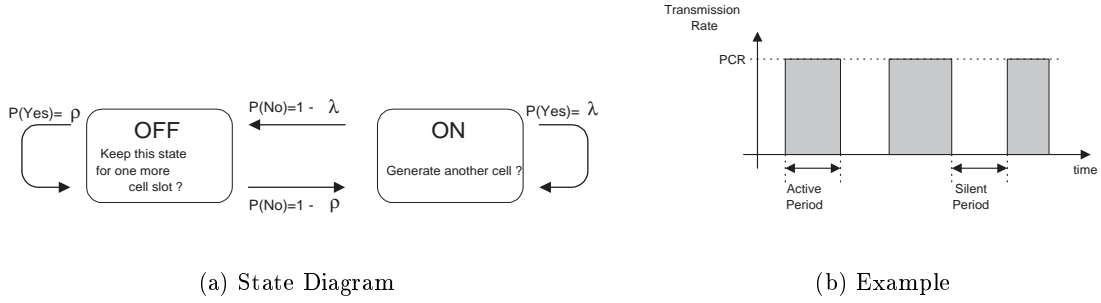 P(Yes)= ρ
OFF
Keep this state
for one more
cell slot ?
P(No)=1 - λ
P(No)=1 - ρ
ON
Generate another cell ?
P(Yes)= λ
(a) State Diagram
Transmission
Rate
PCR
time
Active
Period
Silent
Period
(b) Example